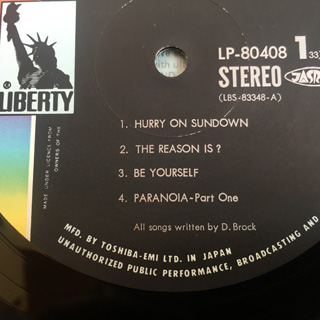 LP-80408 1 33
STEREO JASR
(LBS-83348-A)
LIBERTY
MADE UNDER LICENCE FROM
OWNERS OF THE
1. HURRY ON SUNDOWN
2. THE REASON IS?
3. BE YOURSELF
4. PARANOIA-Part One
All songs written by D. Brock
MFD. BY TOSHIBA-EMI LTD. IN JAPAN
UNAUTHORIZED PUBLIC PERFORMANCE, BROADCASTING AND